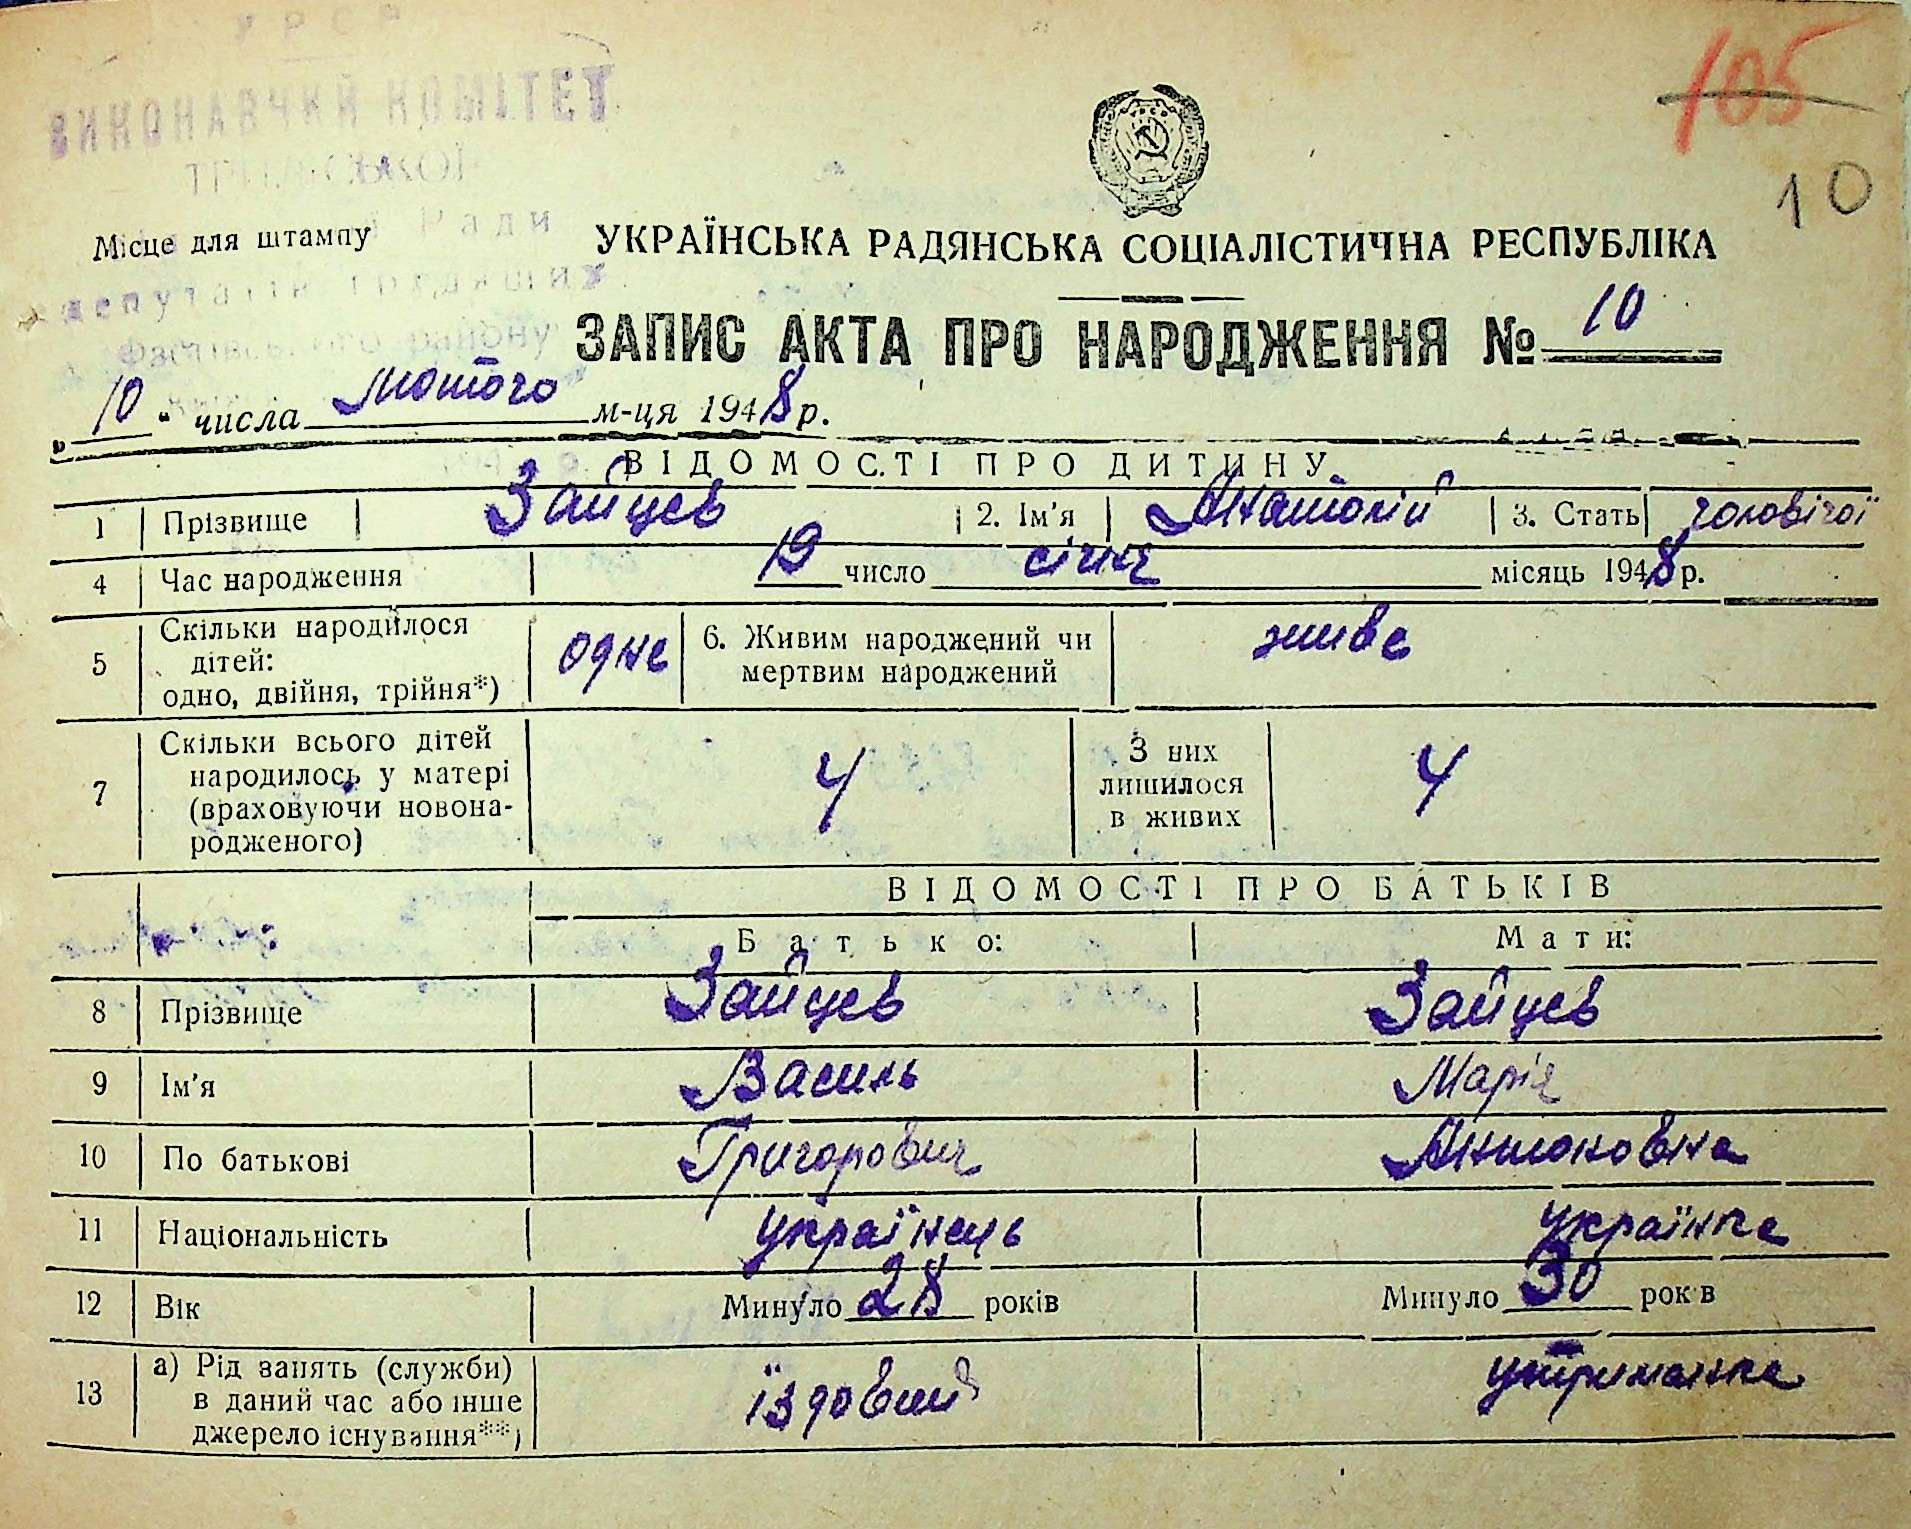 УРСР
ВИКОНАВЧИЙ КОМІТЕТ
Ради
депутатів трудящих
Фастівського району
105
10
УРСР
Місце для штампу
УКРАЇНСЬКА РАДЯНСЬКА СОЦІАЛІСТИЧНА РЕСПУБЛІКА
ЗАПИС АКТА ПРО НАРОДЖЕННЯ № 10
„10“ числа лютого м-ця 1948 р.
ВІДОМОСТІ ПРО ДИТИНУ
1 Прізвище Зайцев 2. Ім'я Анатолій 3. Стать чоловічої
4 Час народження 19 число січня місяць 1948 р.
5 Скільки народилося дітей: одно, двійня, трійня*) одне 6. Живим народжений чи мертвим народжений живе
7 Скільки всього дітей народилось у матері (враховуючи новонародженого) 4 З них лишилося в живих 4
ВІДОМОСТІ ПРО БАТЬКІВ
Батько: Мати:
8 Прізвище Зайцев Зайцев
9 Ім'я Василь Марія
10 По батькові Григорович Антоновна
11 Національність українець українка
12 Вік Минуло 28 років Минуло 30 рок в
13 а) Рід занять (служби) в даний час або інше джерело існування**) їздовий утриманка